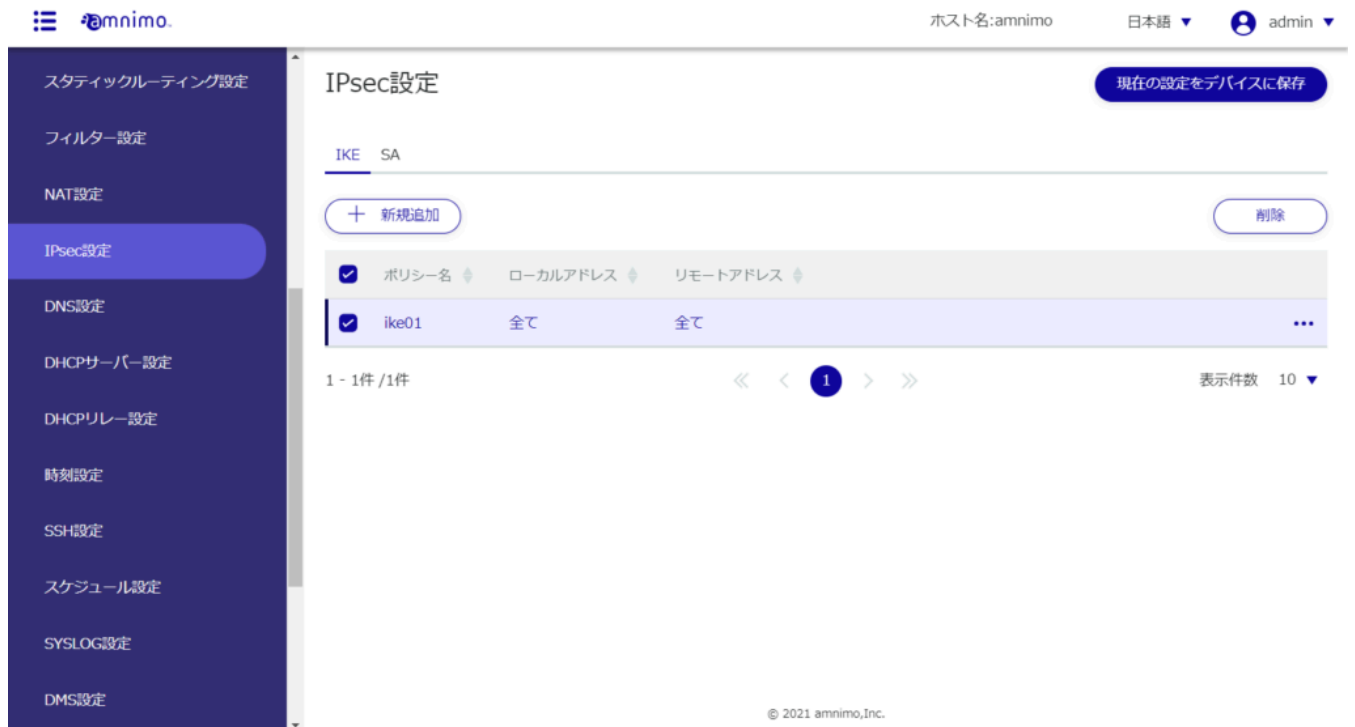 amnimo. ホスト名:amnimo 日本語 ▼ admin ▼
スタティックルーティング設定
フィルター設定
NAT設定
IPsec設定
DNS設定
DHCPサーバー設定
DHCPリレー設定
時刻設定
SSH設定
スケジュール設定
SYSLOG設定
DMS設定
IPsec設定 現在の設定をデバイスに保存
IKE SA
+ 新規追加 削除
ポリシー名 ローカルアドレス リモートアドレス
ike01 全て 全て •••
1 - 1件 /1件 ≪ < 1 > ≫ 表示件数 10 ▼
© 2021 amnimo,Inc.